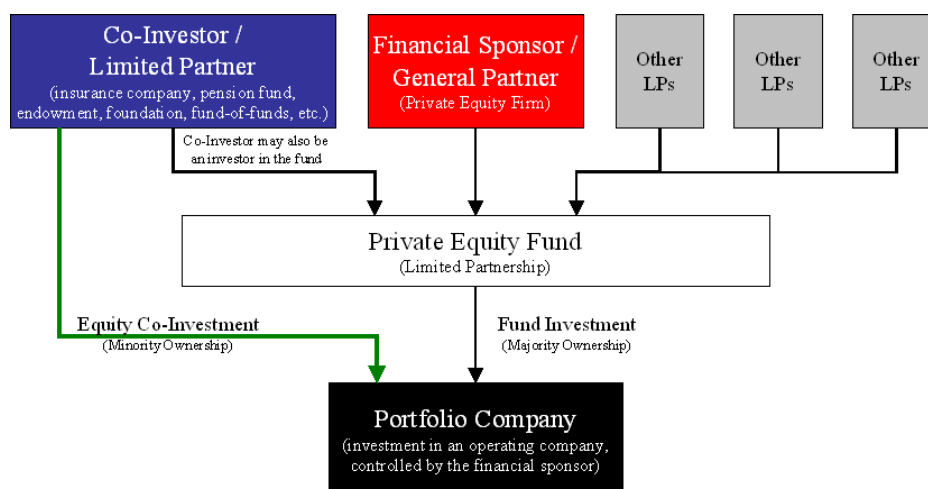 Co-Investor /
Limited Partner
(insurance company, pension fund,
endowment, foundation, fund-of-funds, etc.)
Financial Sponsor /
General Partner
(Private Equity Firm)
Other
LPs
Other
LPs
Other
LPs
Co-Investor may also be
an investor in the fund
Private Equity Fund
(Limited Partnership)
Equity Co-Investment
(Minority Ownership)
Fund Investment
(Majority Ownership)
Portfolio Company
(investment in an operating company,
controlled by the financial sponsor)